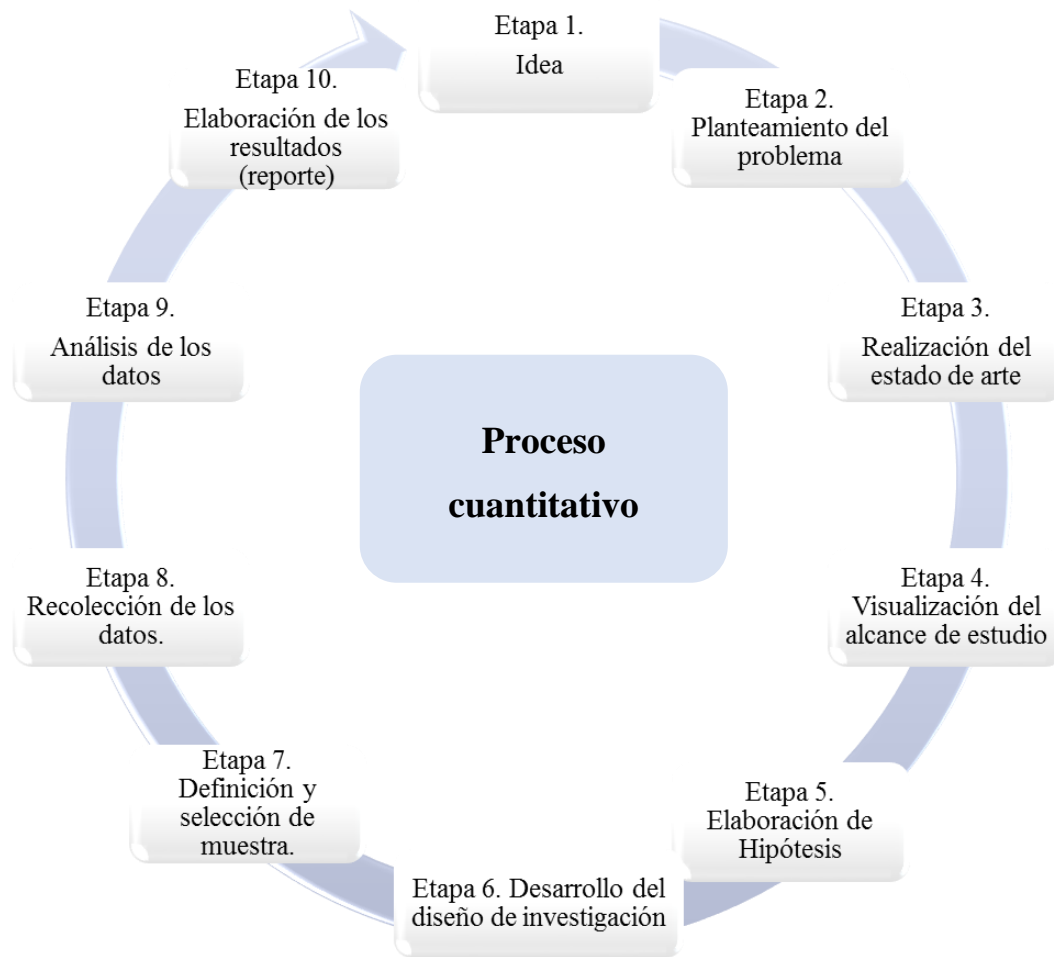 Etapa 1.
Idea
Etapa 2.
Planteamiento del
problema
Etapa 3.
Realización del
estado de arte
Etapa 4.
Visualización del
alcance de estudio
Etapa 5.
Elaboración de
Hipótesis
Etapa 6. Desarrollo del
diseño de investigación
Etapa 7.
Definición y
selección de
muestra.
Etapa 8.
Recolección de los
datos.
Etapa 9.
Análisis de los
datos
Etapa 10.
Elaboración de los
resultados
(reporte)
Proceso
cuantitativo